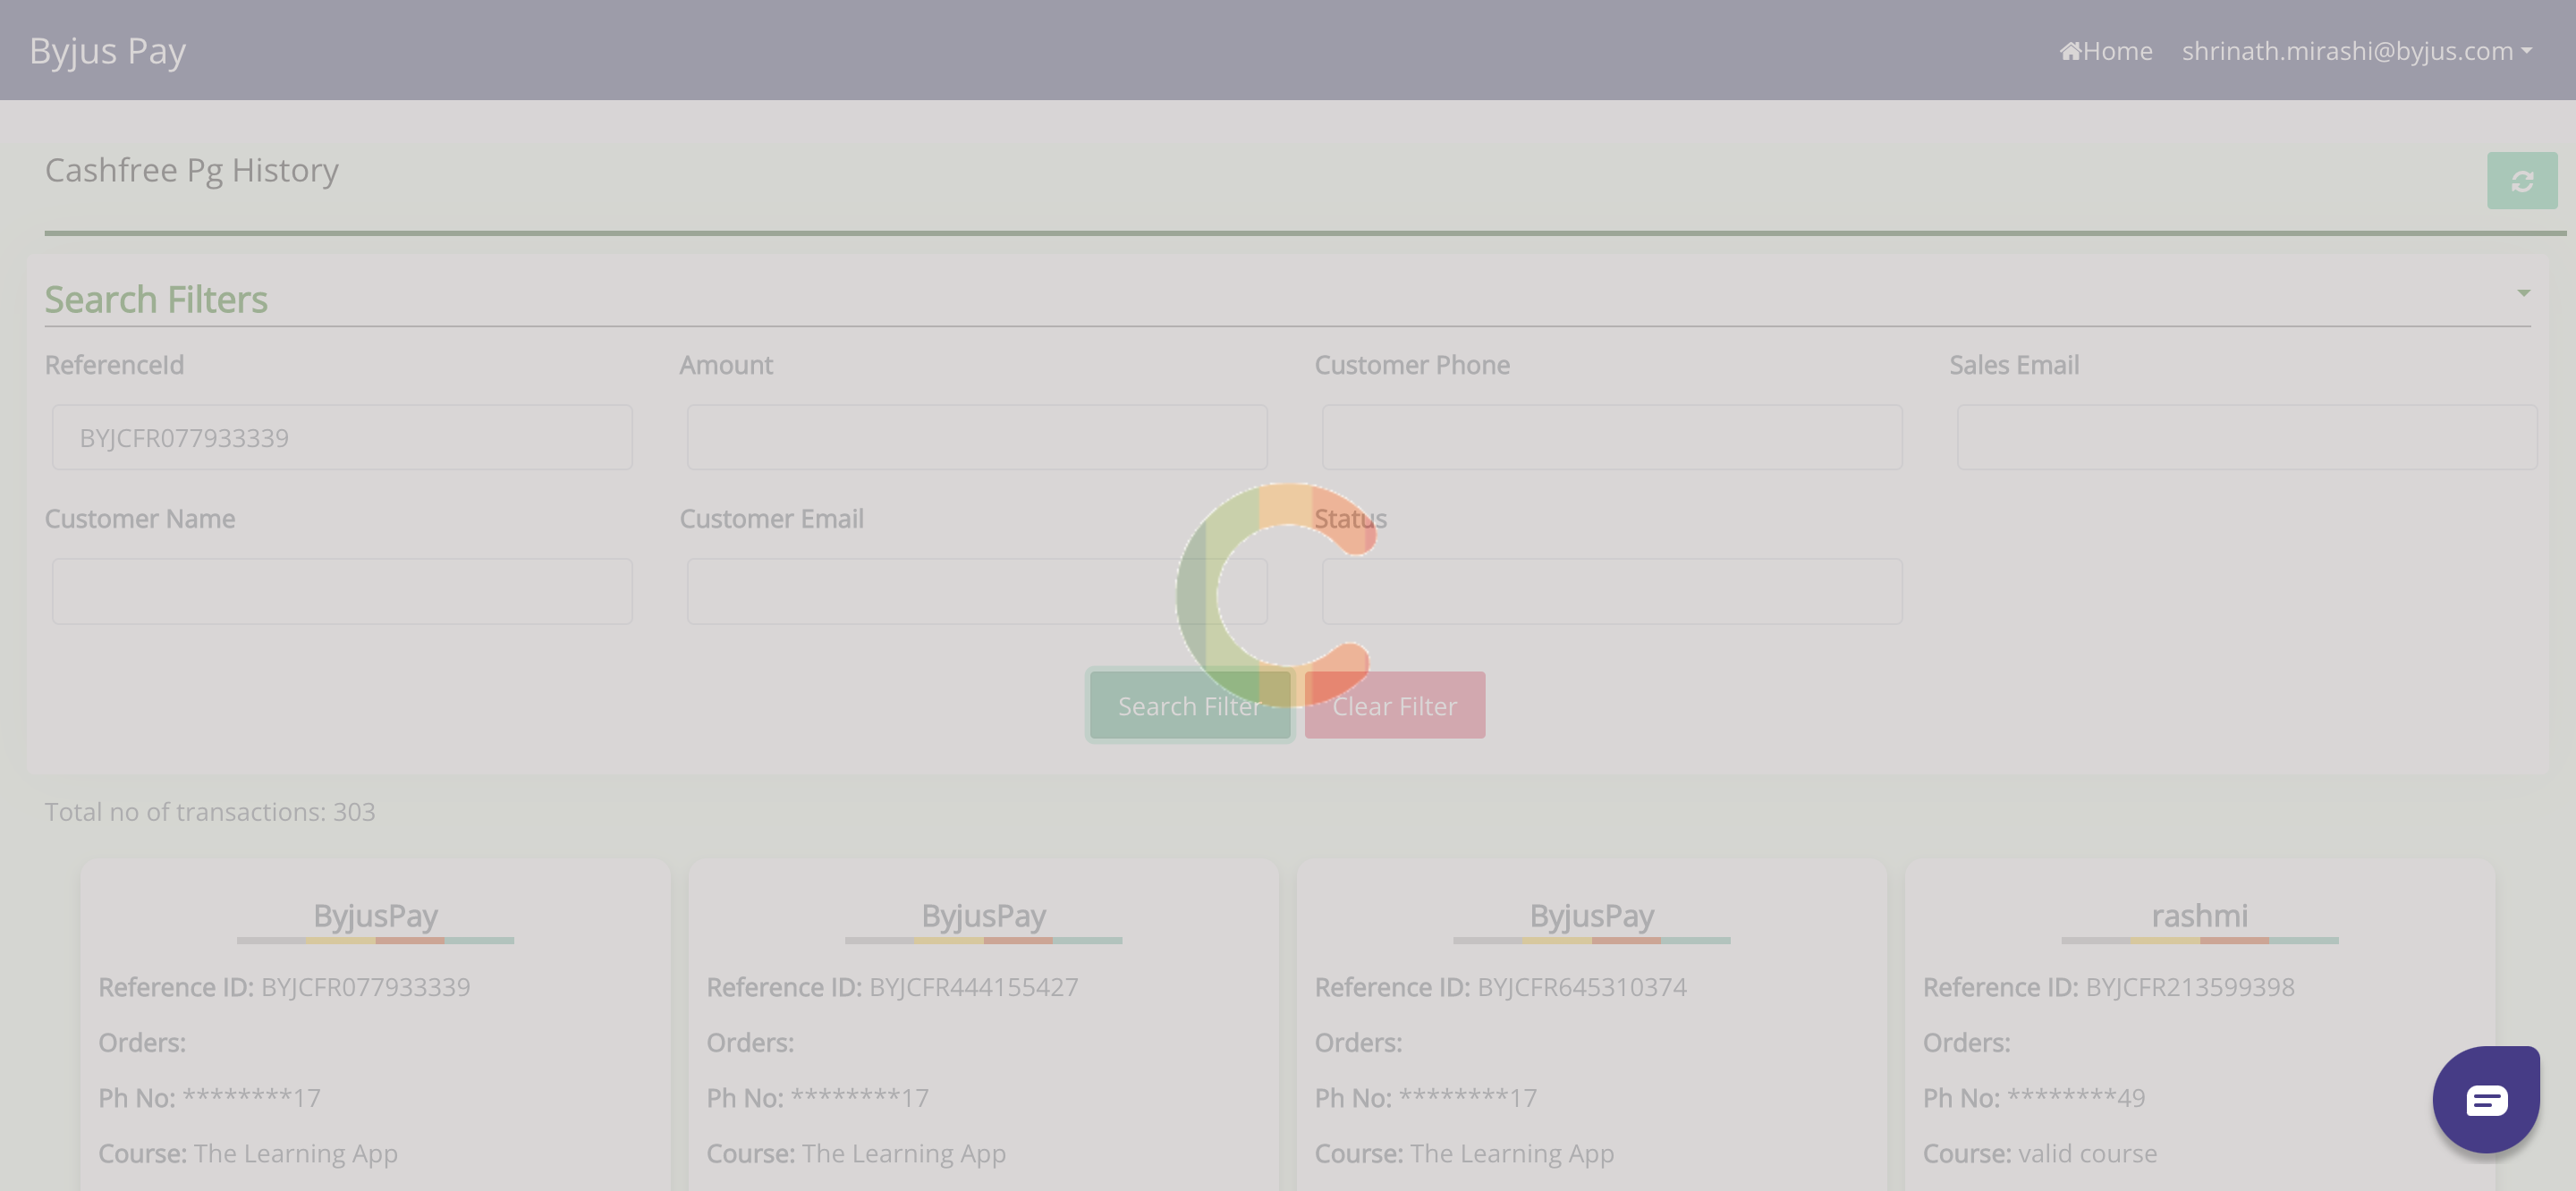 Byjus Pay
Home shrinath.mirashi@byjus.com
Cashfree Pg History
Search Filters
ReferenceId Amount Customer Phone Sales Email
BYJCFR077933339
Customer Name Customer Email Status
Search Filter Clear Filter
Total no of transactions: 303
ByjusPay ByjusPay ByjusPay rashmi
Reference ID: BYJCFR077933339 Reference ID: BYJCFR444155427 Reference ID: BYJCFR645310374 Reference ID: BYJCFR213599398
Orders: Orders: Orders: Orders:
Ph No: ********17 Ph No: ********17 Ph No: ********17 Ph No: ********49
Course: The Learning App Course: The Learning App Course: The Learning App Course: valid course